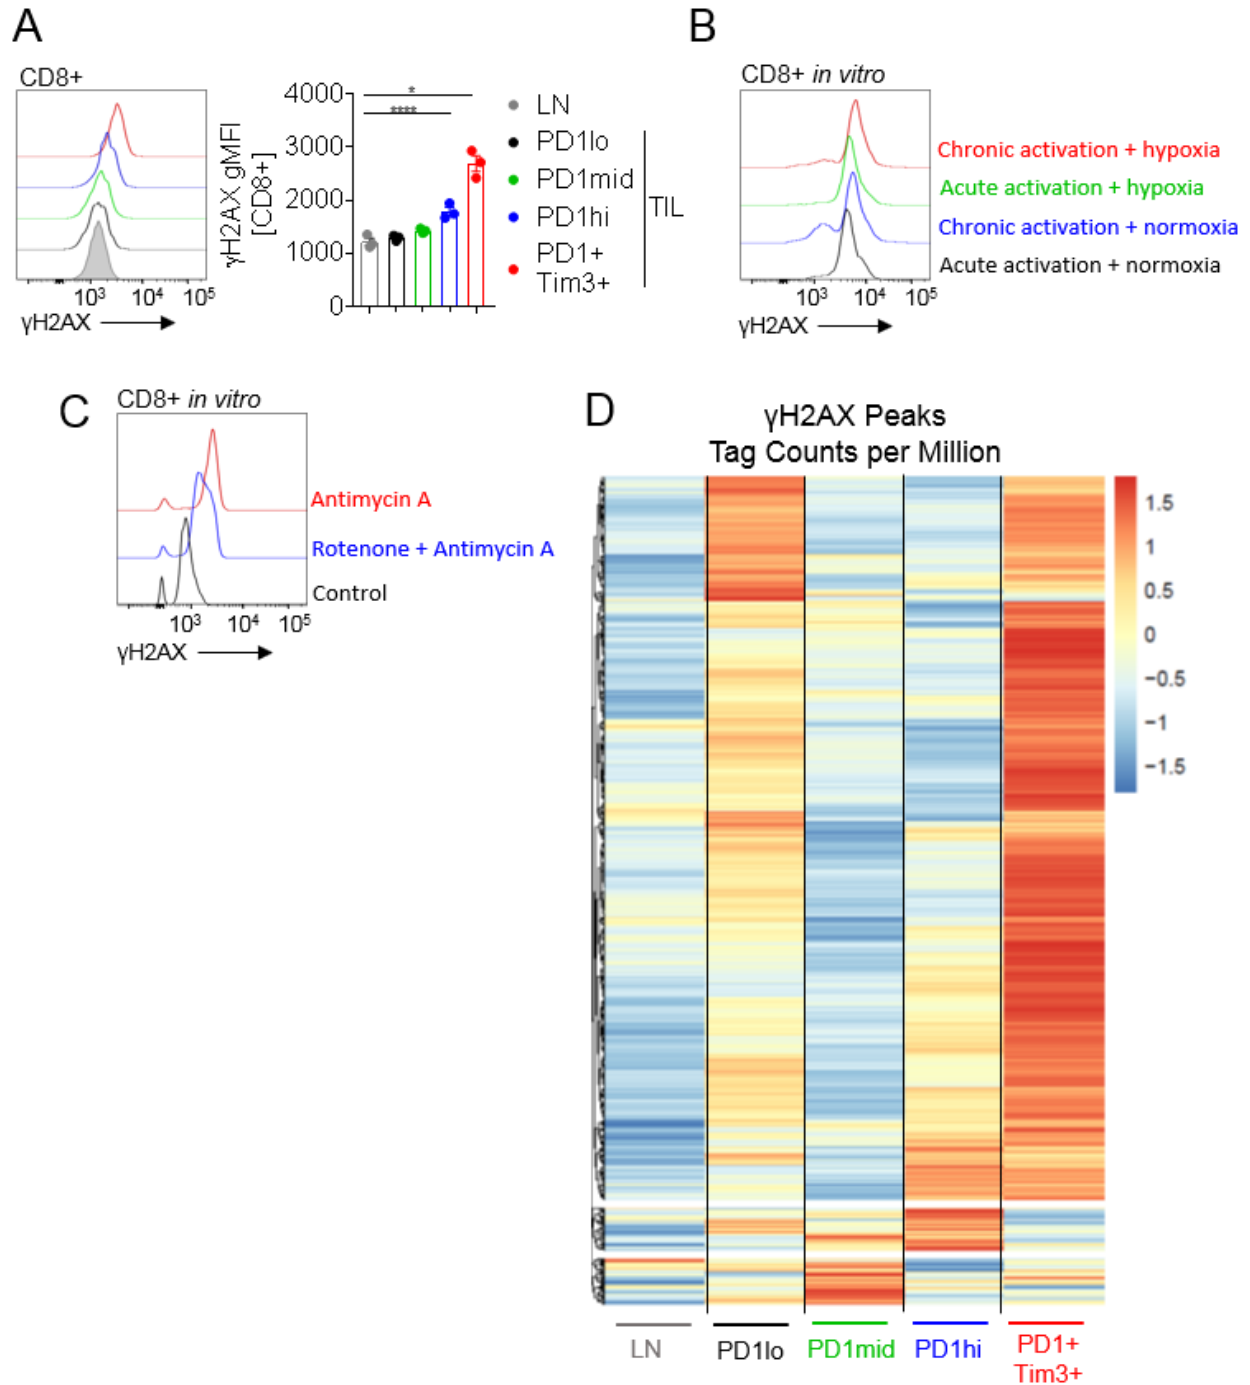 A
CD8+
10³ 10⁴ 10⁵
γH2AX
γH2AX gMFI
[CD8+]
4000
3000
2000
1000
0
*
****
LN
PD1lo
PD1mid
PD1hi
PD1+
Tim3+
TIL
B
CD8+ in vitro
Chronic activation + hypoxia
Acute activation + hypoxia
Chronic activation + normoxia
Acute activation + normoxia
10³ 10⁴ 10⁵
γH2AX
C
CD8+ in vitro
Antimycin A
Rotenone + Antimycin A
Control
10³ 10⁴ 10⁵
γH2AX
D
γH2AX Peaks
Tag Counts per Million
1.5
1
0.5
0
−0.5
−1
−1.5
LN
PD1lo
PD1mid
PD1hi
PD1+
Tim3+